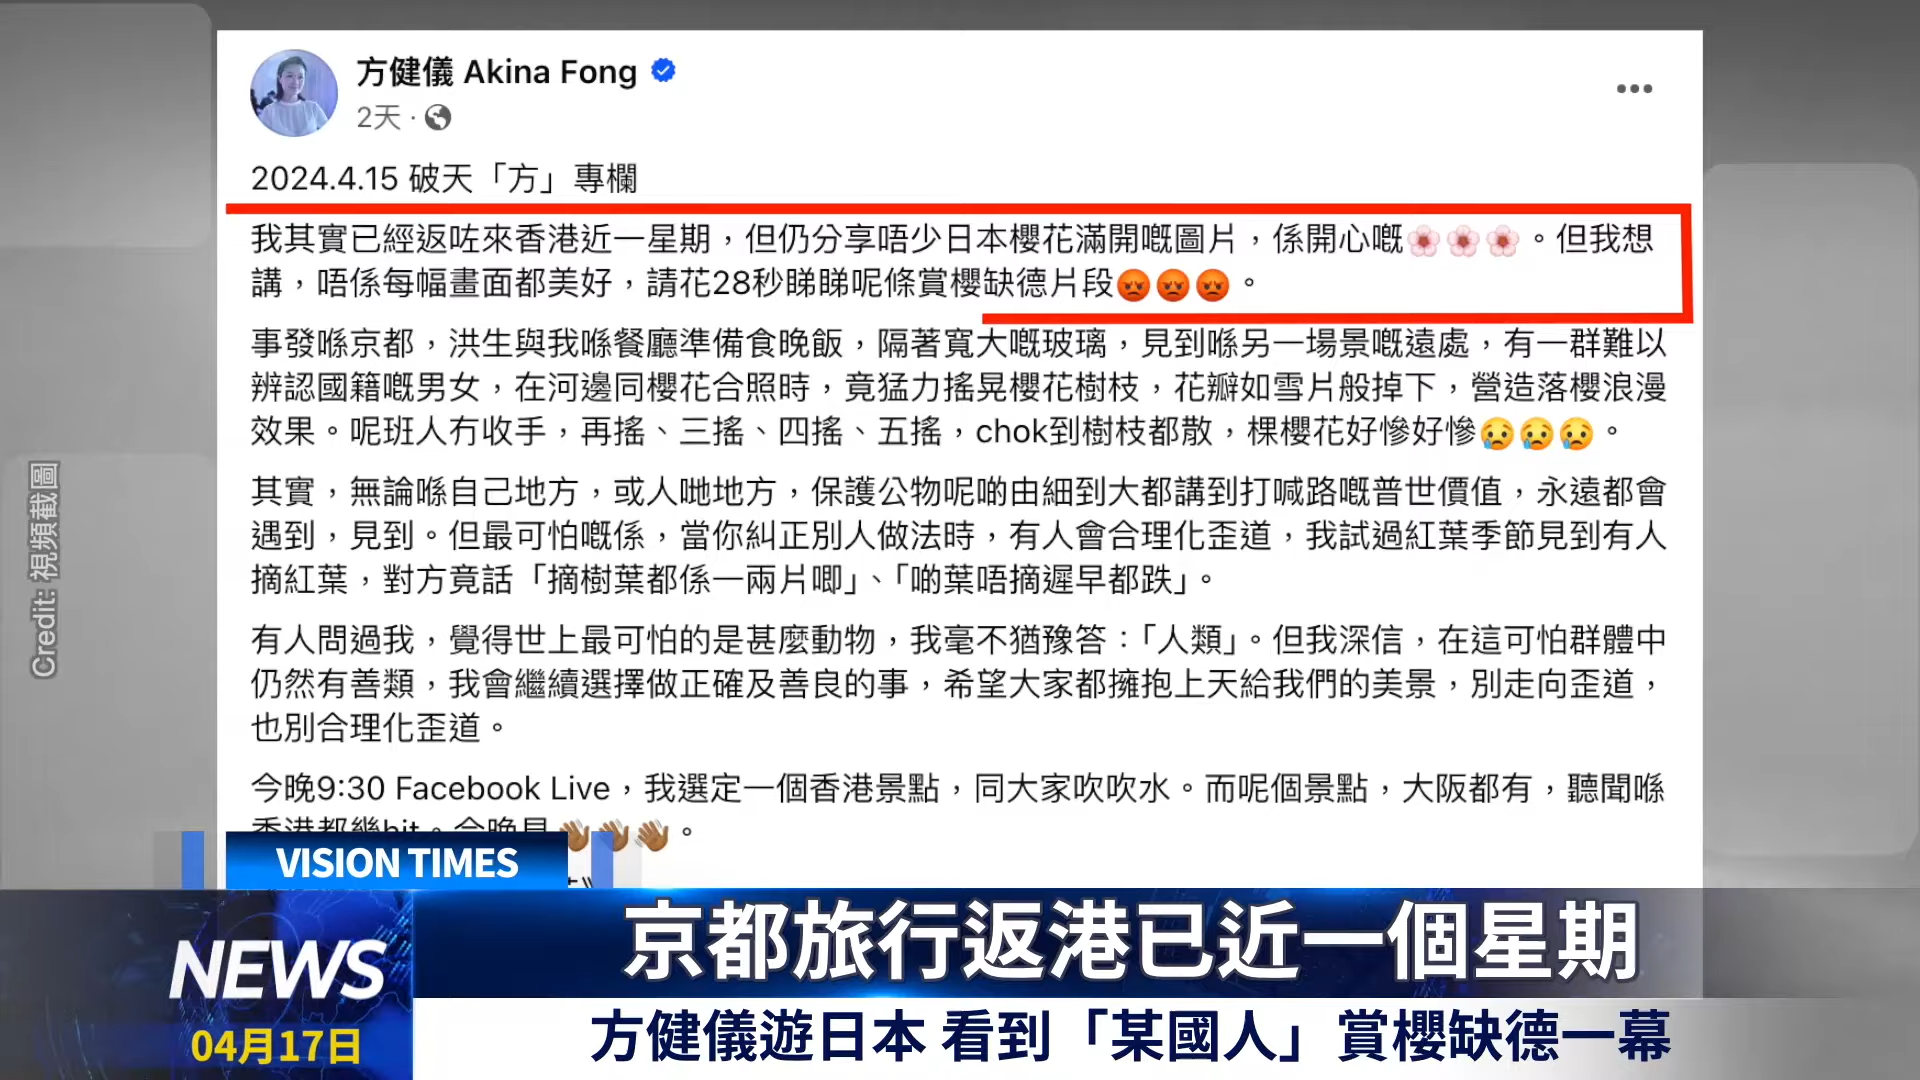 方健儀 Akina Fong
2天 ·
2024.4.15 破天「方」專欄
我其實已經返咗來香港近一星期，但仍分享唔少日本櫻花滿開嘅圖片，係開心嘅🌸🌸🌸。但我想
講，唔係每幅畫面都美好，請花28秒睇睇呢條賞櫻缺德片段😡😡😡。
事發喺京都，洪生與我喺餐廳準備食晚飯，隔著寬大嘅玻璃，見到喺另一場景嘅遠處，有一群難以
辨認國籍嘅男女，在河邊同櫻花合照時，竟猛力搖晃櫻花樹枝，花瓣如雪片般掉下，營造落櫻浪漫
效果。呢班人冇收手，再搖、三搖、四搖、五搖，chok到樹枝都散，棵櫻花好慘好慘😢😢😢。
其實，無論喺自己地方，或人哋地方，保護公物呢啲由細到大都講到打喊路嘅普世價值，永遠都會
遇到，見到。但最可怕嘅係，當你糾正別人做法時，有人會合理化歪道，我試過紅葉季節見到有人
摘紅葉，對方竟話「摘樹葉都係一兩片唧」、「啲葉唔摘遲早都跌」。
有人問過我，覺得世上最可怕的是甚麼動物，我毫不猶豫答：「人類」。但我深信，在這可怕群體中
仍然有善類，我會繼續選擇做正確及善良的事，希望大家都擁抱上天給我們的美景，別走向歪道，
也別合理化歪道。
今晚9:30 Facebook Live，我選定一個香港景點，同大家吹吹水。而呢個景點，大阪都有，聽聞喺
香港都幾hit。今晚見👋🏾👋🏾👋🏾。
Credit: 視頻截圖
VISION TIMES
NEWS
04月17日
京都旅行返港已近一個星期
方健儀遊日本 看到「某國人」賞櫻缺德一幕